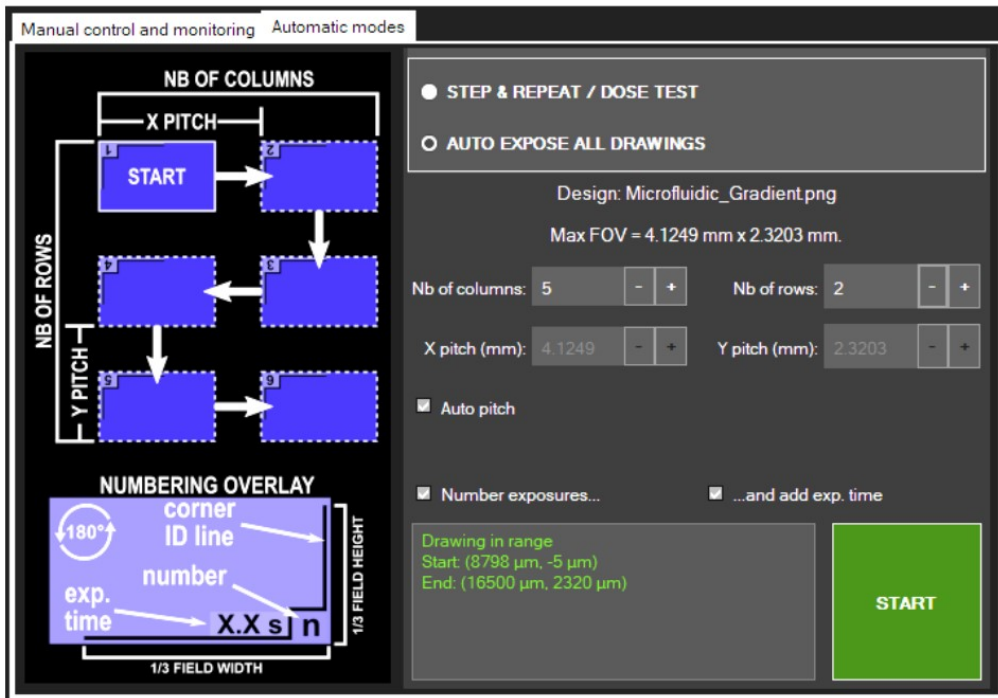 Manual control and monitoring
Automatic modes
NB OF COLUMNS
X PITCH
1
START
2
NB OF ROWS
4
3
Y PITCH
5
6
NUMBERING OVERLAY
180°
corner
ID line
number
exp.
time
X.X s
n
1/3 FIELD HEIGHT
1/3 FIELD WIDTH
STEP & REPEAT / DOSE TEST
AUTO EXPOSE ALL DRAWINGS
Design: Microfluidic_Gradient.png
Max FOV = 4.1249 mm x 2.3203 mm.
Nb of columns: 5 - + Nb of rows: 2 - +
X pitch (mm): 4.1249 - + Y pitch (mm): 2.3203 - +
Auto pitch
Number exposures... ...and add exp. time
Drawing in range
Start: (8798 µm, -5 µm)
End: (16500 µm, 2320 µm)
START